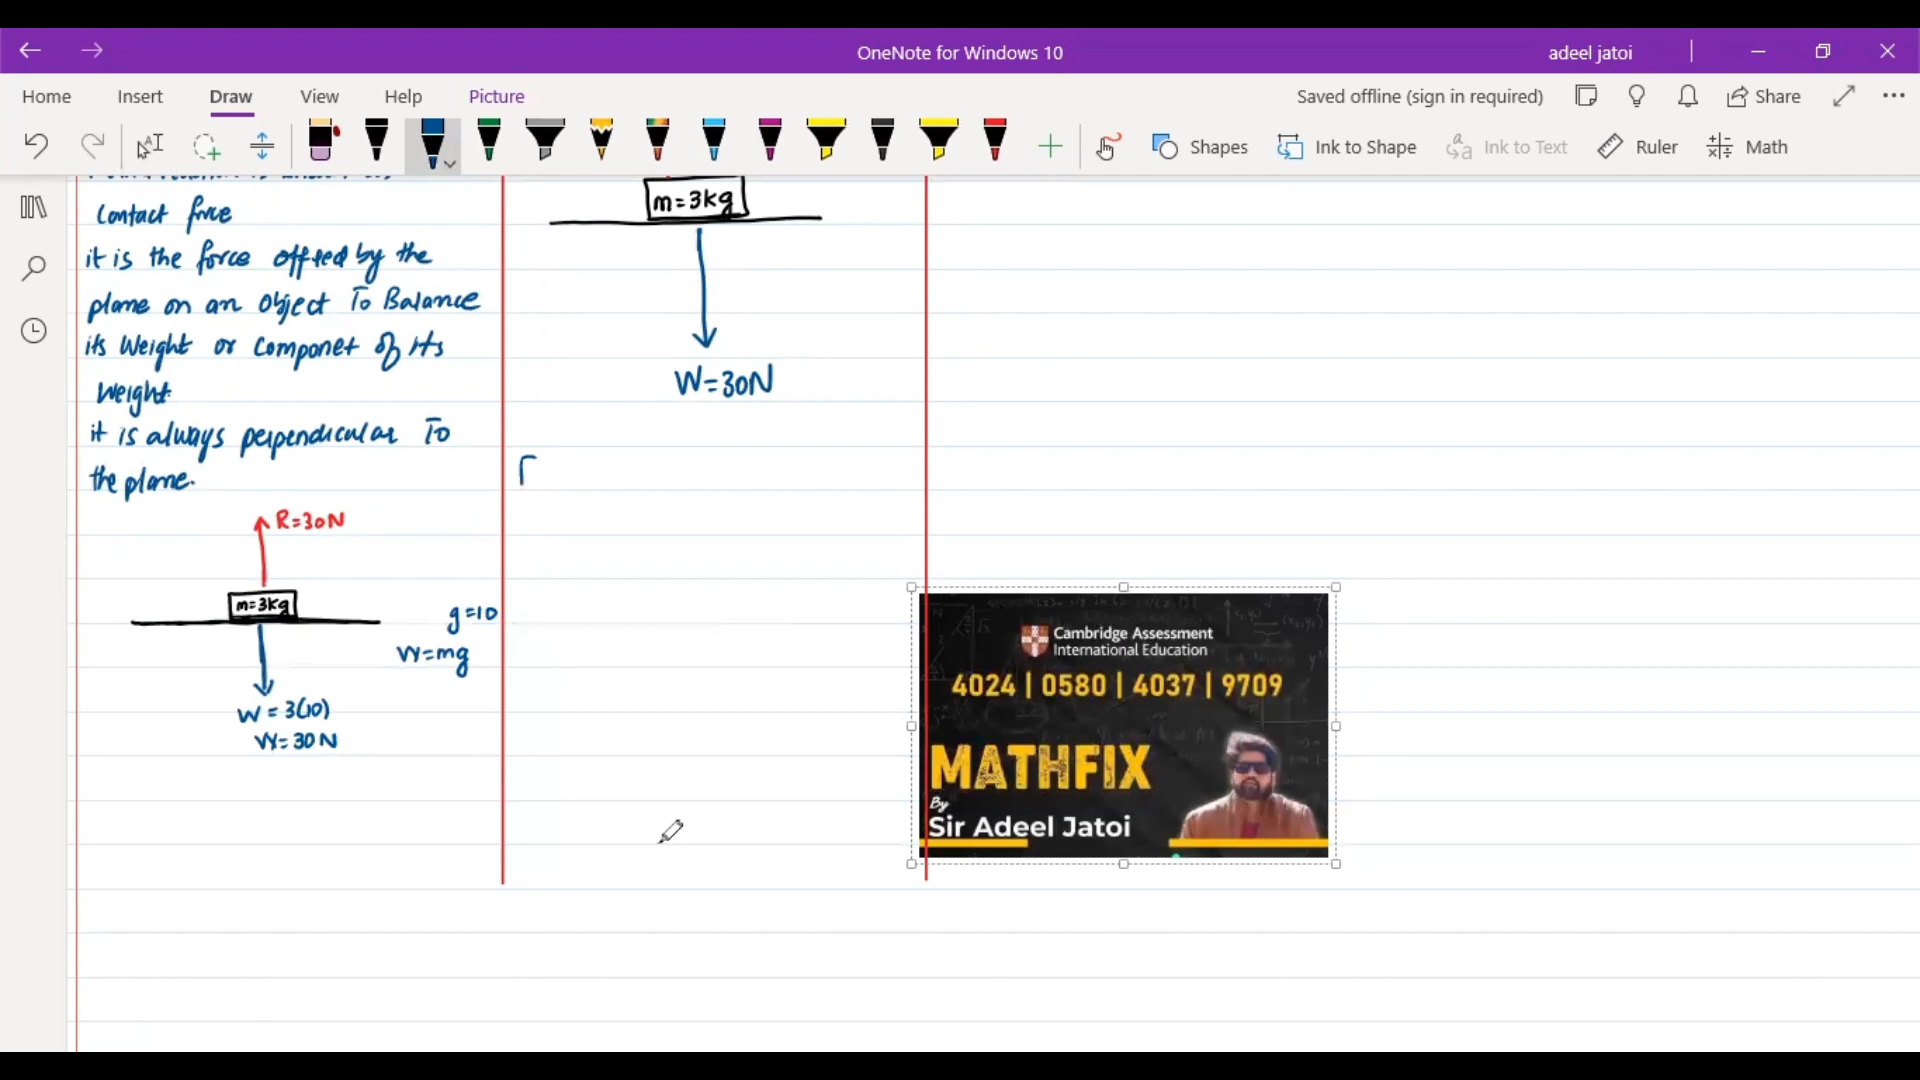 OneNote for Windows 10
adeel jatoi
Home Insert Draw View Help Picture
Saved offline (sign in required) Share
Shapes Ink to Shape Ink to Text Ruler Math
Contact force
it is the force offred by the
plane on an object To Balance
its Weight or Componet of its
weight.
it is always perpendicular To
the plane.
R=30N
m=3kg
g=10
W=mg
W = 3(10)
W=30N
m=3kg
W=30N
Cambridge Assessment
International Education
4024 | 0580 | 4037 | 9709
MATHFIX
By
Sir Adeel Jatoi